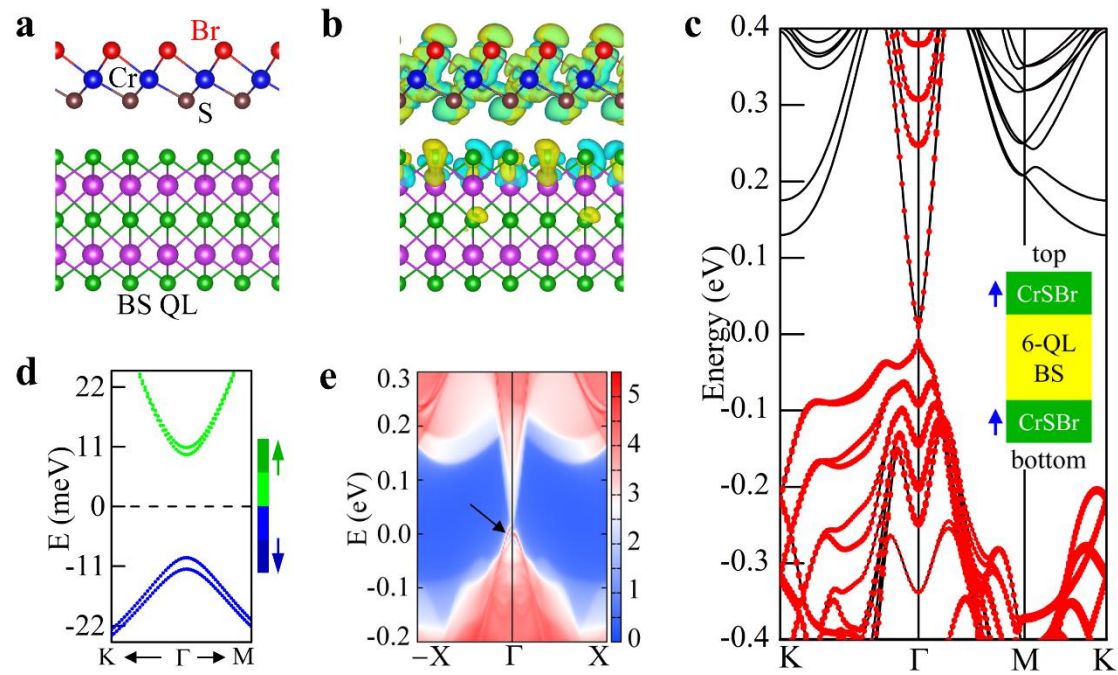 a
Br
Cr
S
BS QL
b
c
Energy (eV)
0.4
0.3
0.2
0.1
0.0
-0.1
-0.2
-0.3
-0.4
K
Γ
M
K
top
CrSBr
6-QL
BS
CrSBr
bottom
d
E (meV)
22
11
0
-11
-22
K
Γ
M
e
E (eV)
0.3
0.2
0.1
0.0
-0.1
-0.2
−X
Γ
X
5
4
3
2
1
0